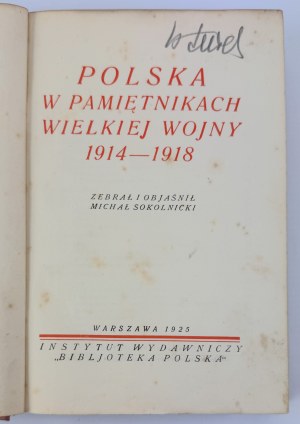 POLSKA
W PAMIĘTNIKACH
WIELKIEJ WOJNY
1914—1918
ZEBRAŁ I OBJAŚNIŁ
MICHAŁ SOKOLNICKI
WARSZAWA 1925
INSTYTUT WYDAWNICZY
„BIBLJOTEKA POLSKA“